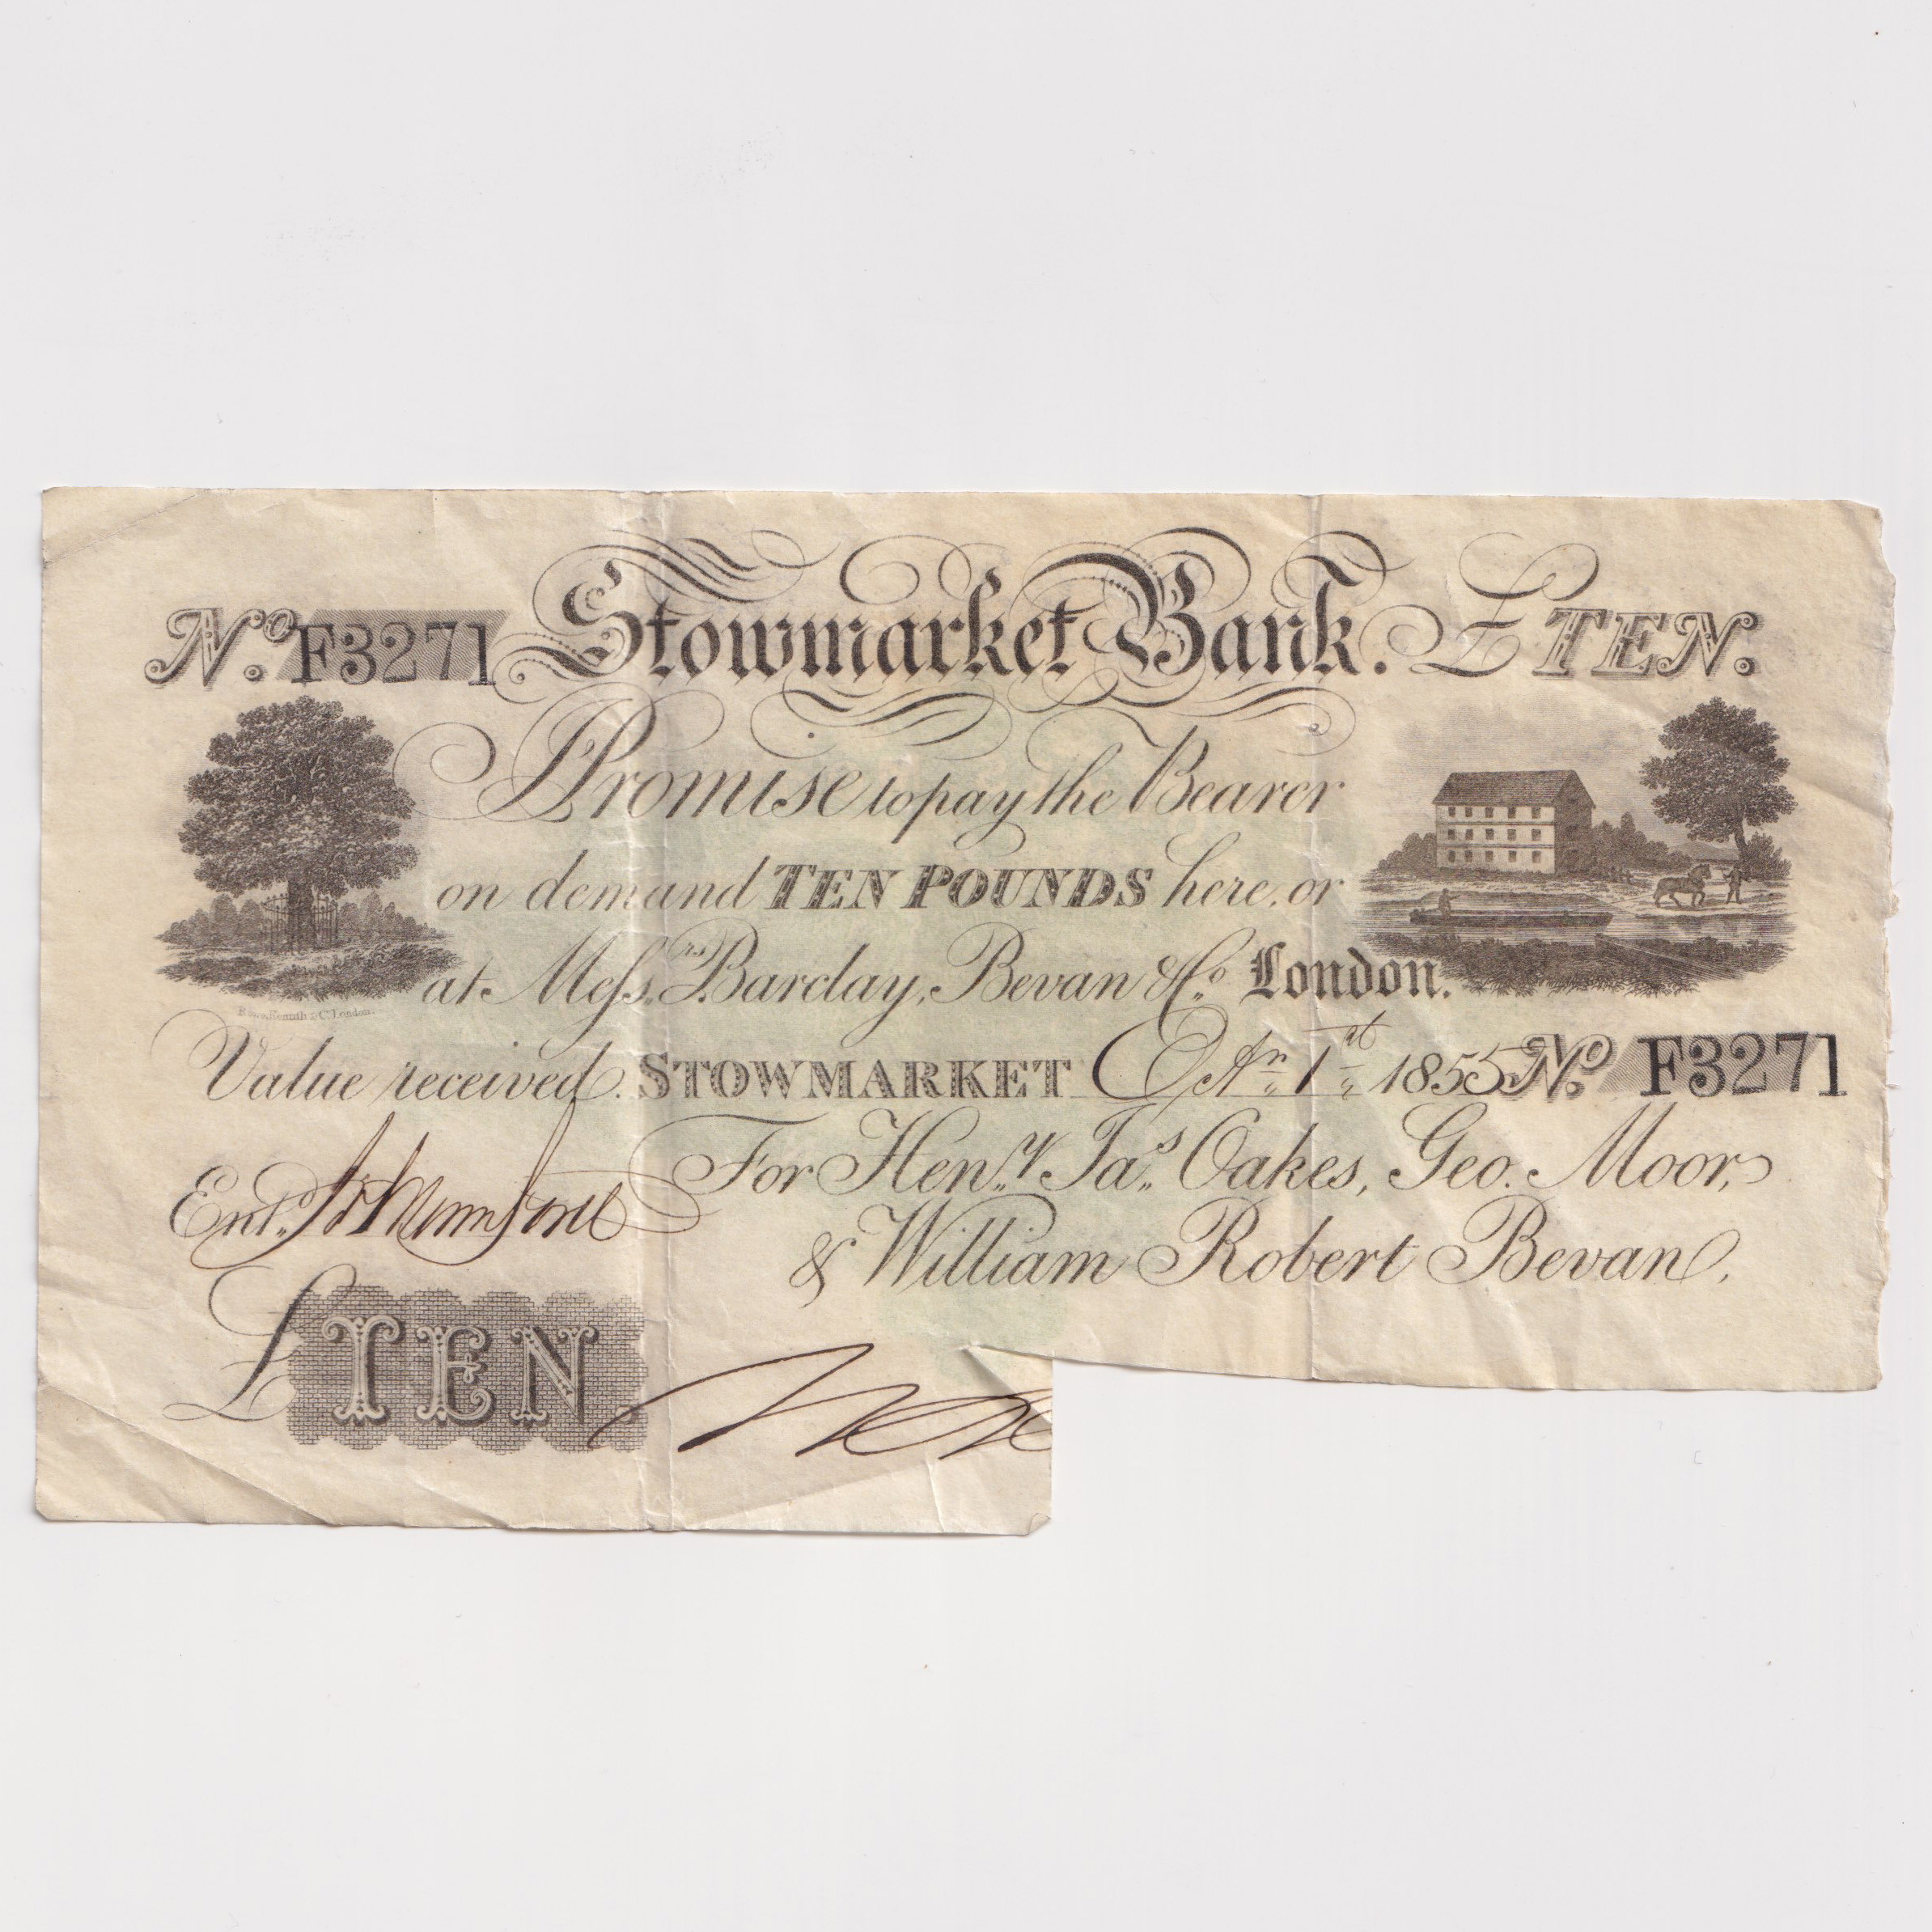 No. F3271 Stowmarket Bank. £ TEN.
Promise to pay the Bearer
on demand TEN POUNDS here, or
at Messrs. Barclay, Bevan & Co. London.
Value received. STOWMARKET 1st 1855 No. F3271
For Heny. Jas. Oakes, Geo. Moor,
Entd.
& William Robert Bevan.
£ TEN.